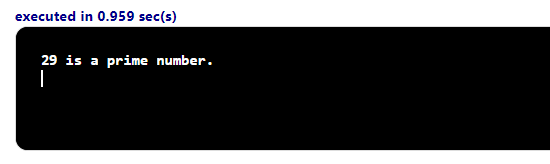 executed in 0.959 sec(s)
29 is a prime number.